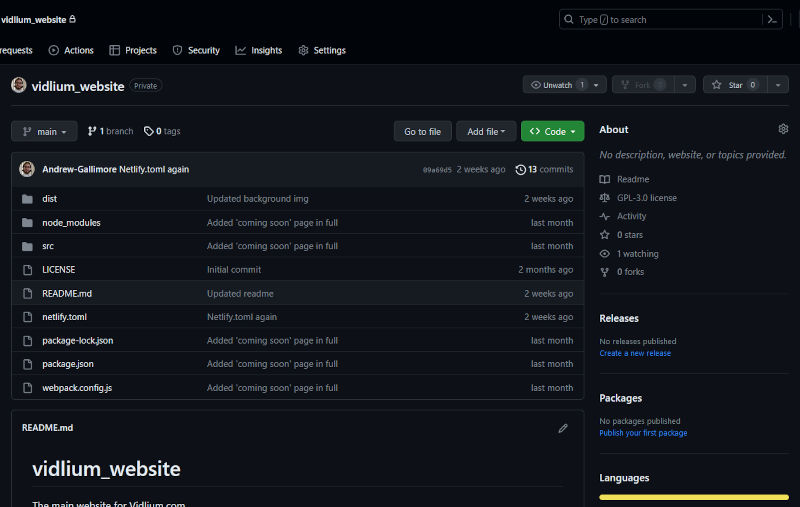 vidlium_website
Type / to search
requests Actions Projects Security Insights Settings
vidlium_website Private
Unwatch 1 Fork Star 0
main 1 branch 0 tags Go to file Add file Code
Andrew-Gallimore Netlify.toml again 09a69d5 2 weeks ago 13 commits
dist Updated background img 2 weeks ago
node_modules Added 'coming soon' page in full last month
src Added 'coming soon' page in full last month
LICENSE Initial commit 2 months ago
README.md Updated readme 2 weeks ago
netlify.toml Netlify.toml again 2 weeks ago
package-lock.json Added 'coming soon' page in full last month
package.json Added 'coming soon' page in full last month
webpack.config.js Added 'coming soon' page in full last month
README.md
vidlium_website
The main website for Vidlium.com
About
No description, website, or topics provided.
Readme
GPL-3.0 license
Activity
0 stars
1 watching
0 forks
Releases
No releases published
Create a new release
Packages
No packages published
Publish your first package
Languages